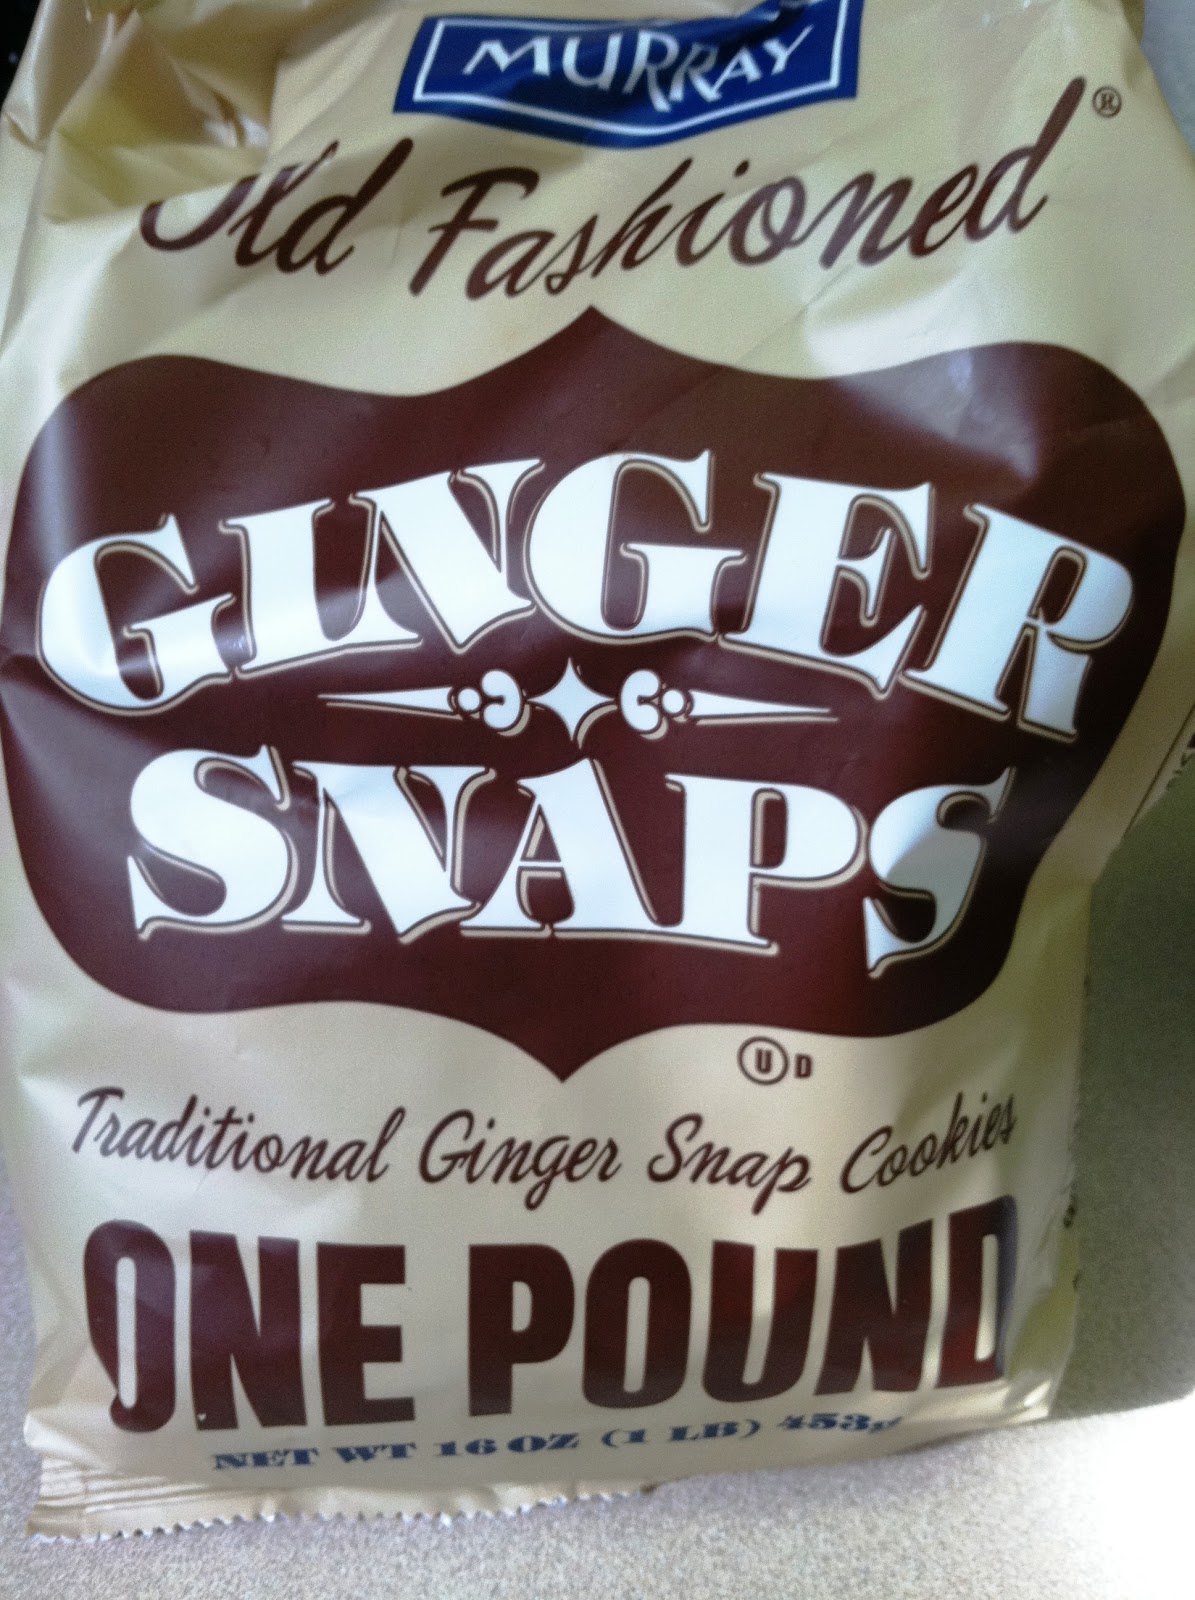 MURRAY
Old Fashioned®
GINGER
SNAPS
Ⓤ D
Traditional Ginger Snap Cookies
ONE POUND
NET WT 16 OZ (1 LB) 453g